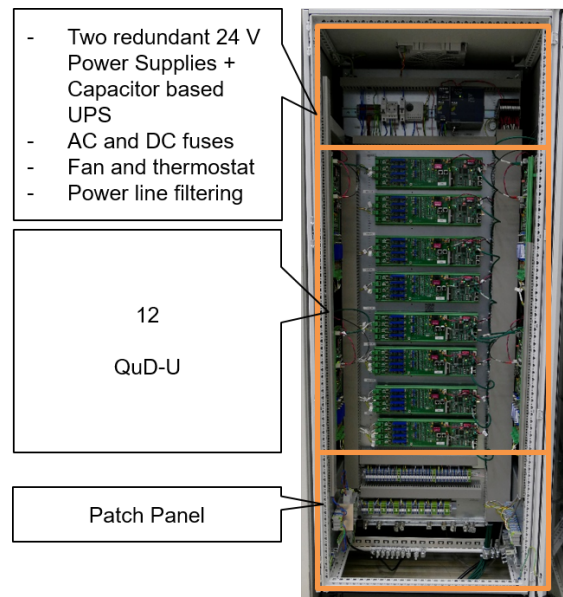 - Two redundant 24 V
Power Supplies +
Capacitor based
UPS
- AC and DC fuses
- Fan and thermostat
- Power line filtering
12
QuD-U
Patch Panel